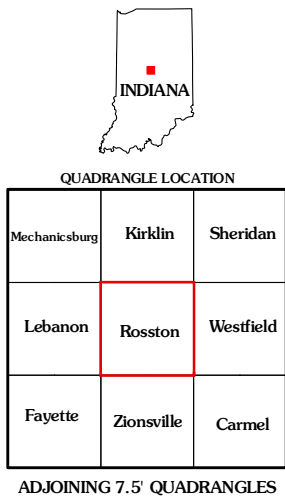 INDIANA
QUADRANGLE LOCATION
Mechanicsburg Kirklin Sheridan
Lebanon Rosston Westfield
Fayette Zionsville Carmel
ADJOINING 7.5' QUADRANGLES